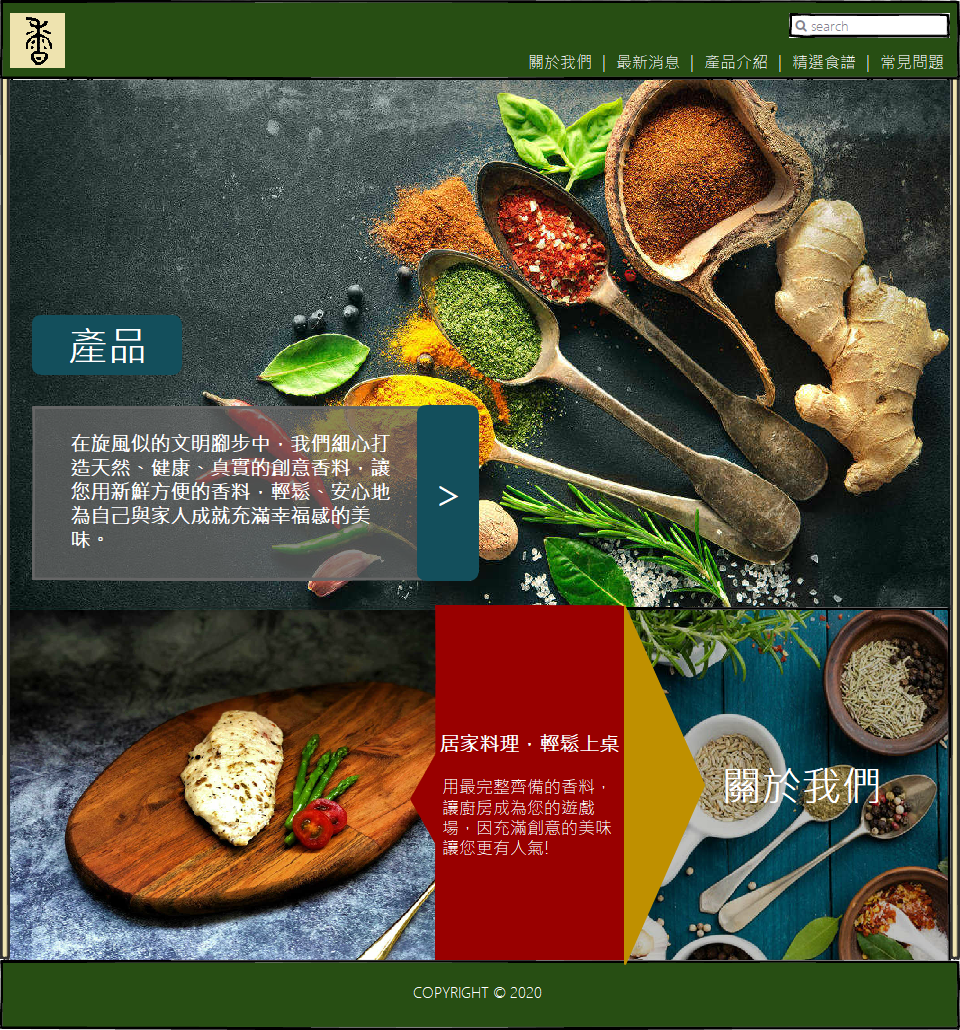 search
關於我們 | 最新消息 | 產品介紹 | 精選食譜 | 常見問題
產品
在旋風似的文明腳步中，我們細心打
造天然、健康、真實的創意香料，讓
您用新鮮方便的香料，輕鬆、安心地
為自己與家人成就充滿幸福感的美
味。
>
居家料理，輕鬆上桌
用最完整齊備的香料，
讓廚房成為您的遊戲
場，因充滿創意的美味
讓您更有人氣!
關於我們
COPYRIGHT © 2020